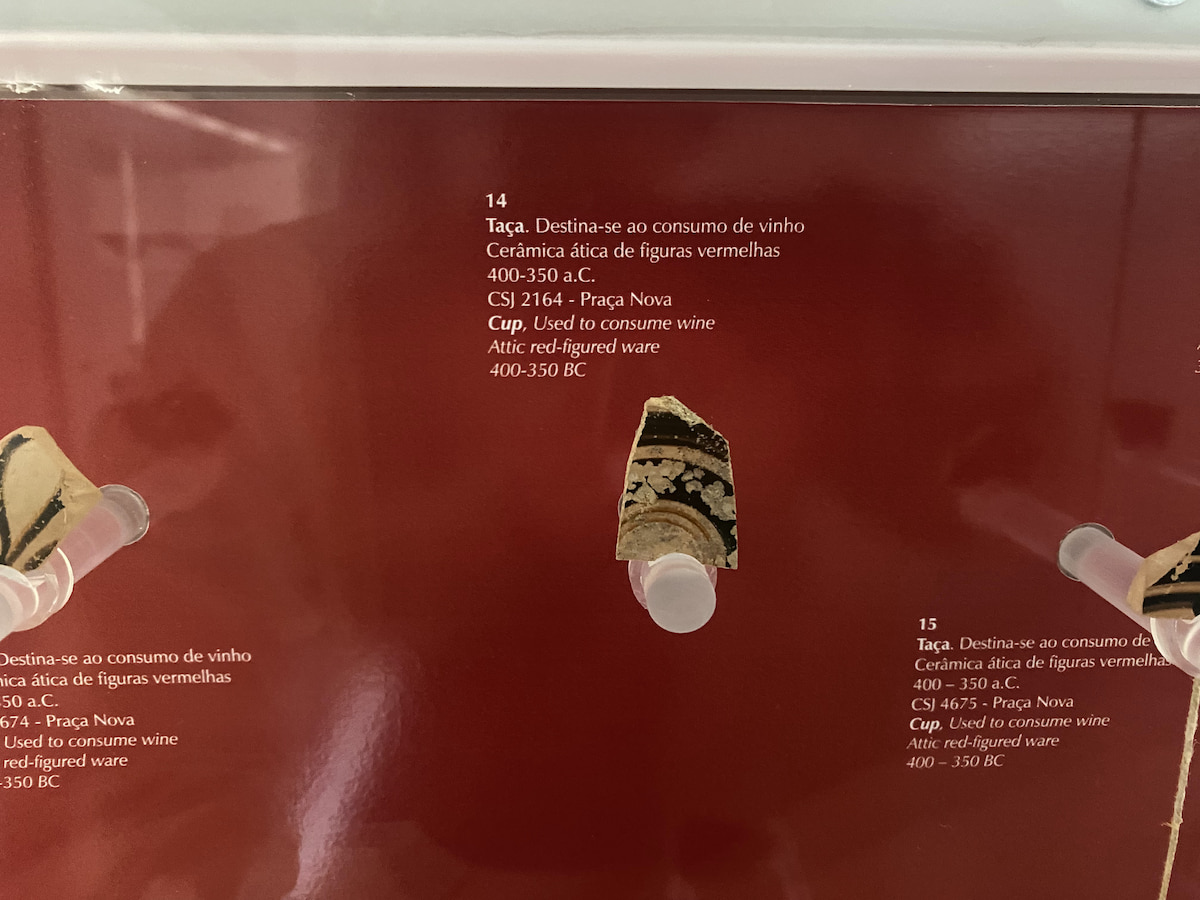 14
Taça. Destina-se ao consumo de vinho
Cerâmica ática de figuras vermelhas
400-350 a.C.
CSJ 2164 - Praça Nova
Cup, Used to consume wine
Attic red-figured ware
400-350 BC
Destina-se ao consumo de vinho
ica ática de figuras vermelhas
50 a.C.
674 - Praça Nova
Used to consume wine
red-figured ware
-350 BC
15
Taça. Destina-se ao consumo de
Cerâmica ática de figuras vermelhas
400 – 350 a.C.
CSJ 4675 - Praça Nova
Cup, Used to consume wine
Attic red-figured ware
400 – 350 BC